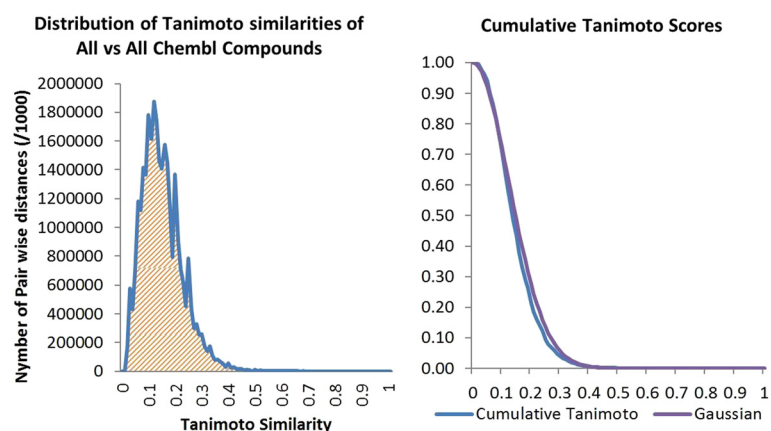 Distribution of Tanimoto similarities of
All vs All Chembl Compounds
Nymber of Pair wise distances (/1000)
2000000
1800000
1600000
1400000
1200000
1000000
800000
600000
400000
200000
0
0 0.1 0.2 0.3 0.4 0.5 0.6 0.7 0.8 0.9 1
Tanimoto Similarity
Cumulative Tanimoto Scores
1.00
0.90
0.80
0.70
0.60
0.50
0.40
0.30
0.20
0.10
0.00
0 0.1 0.2 0.3 0.4 0.5 0.6 0.7 0.8 0.9 1
Cumulative Tanimoto Gaussian